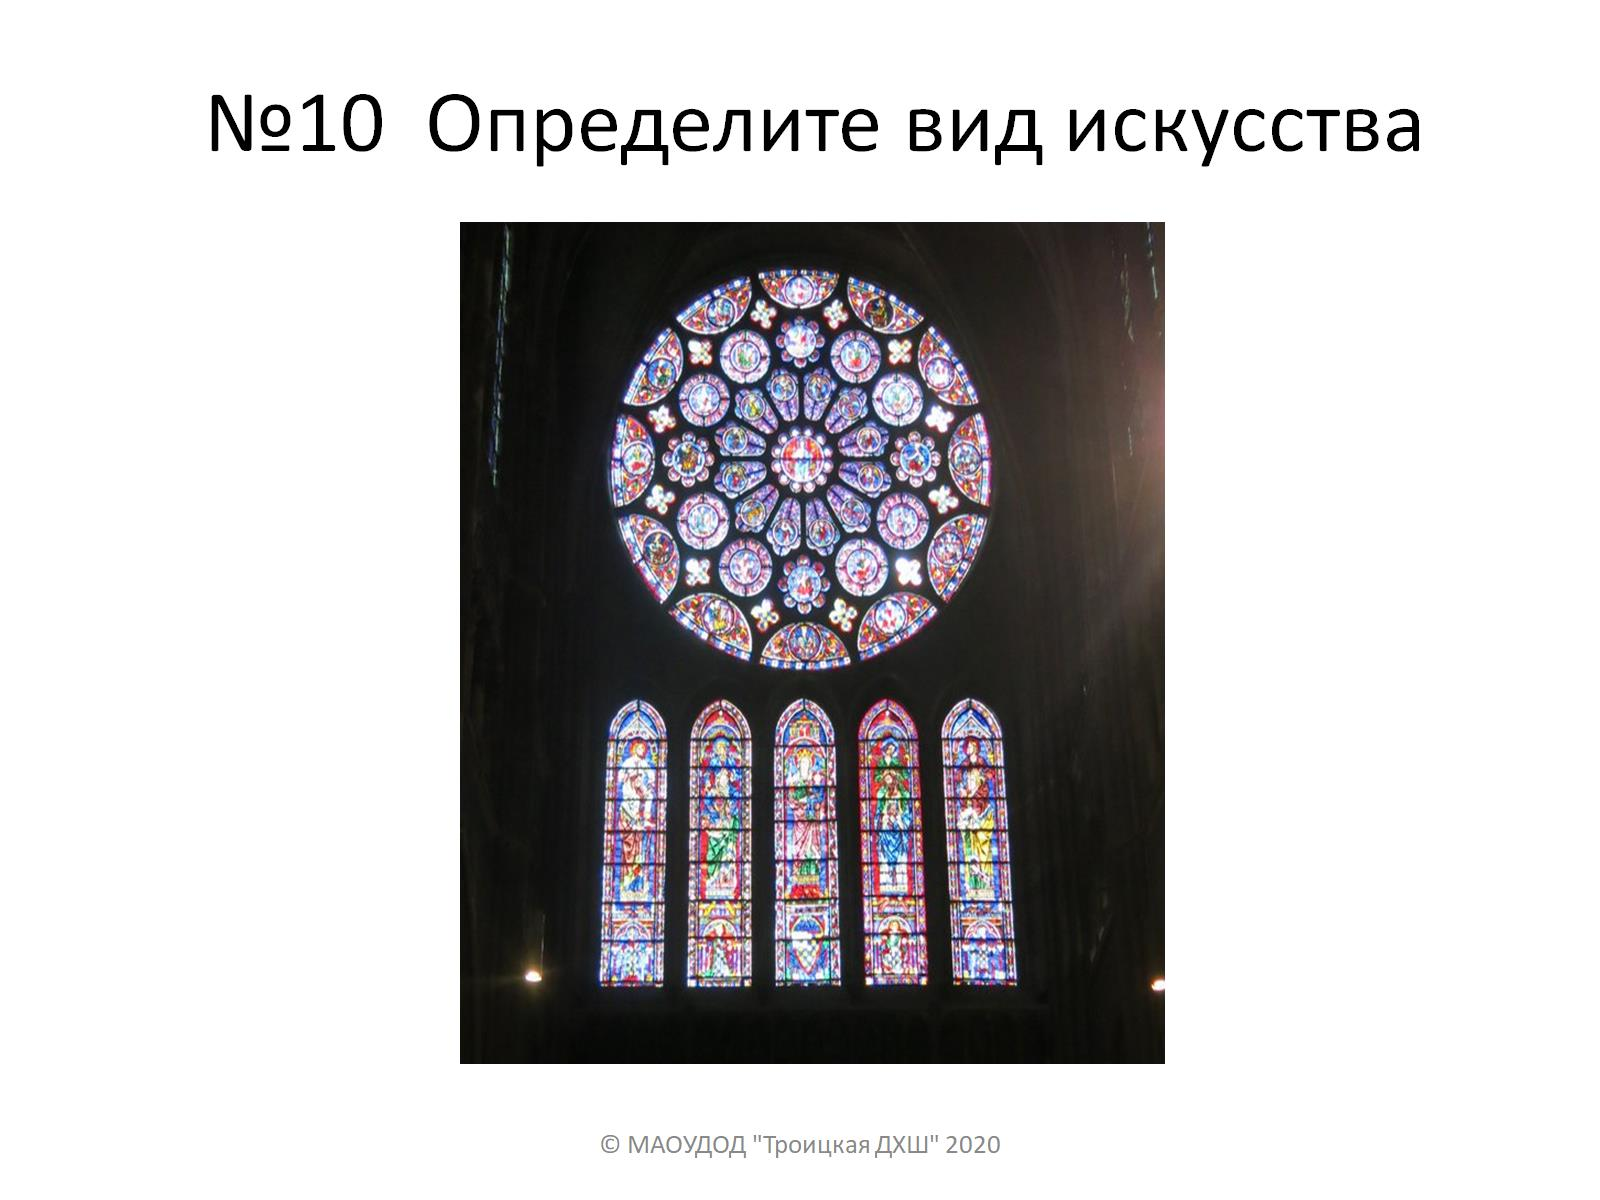 №10 Определите вид искусства
© МАОУДОД "Троицкая ДХШ" 2020